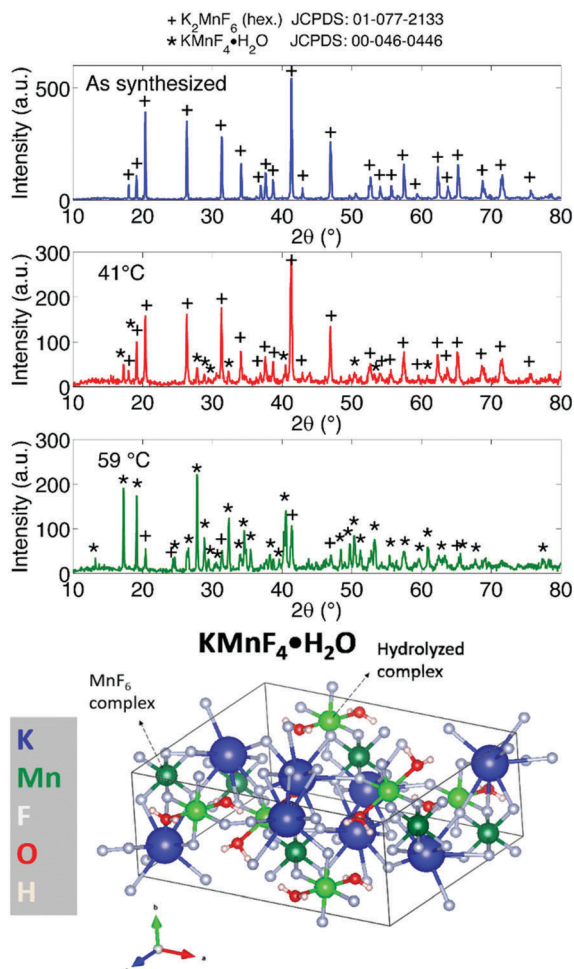 + K₂MnF₆ (hex.) JCPDS: 01-077-2133
* KMnF₄•H₂O JCPDS: 00-046-0446
As synthesized
Intensity (a.u.)
500
0
10 20 30 40 50 60 70 80
2θ (°)
41°C
Intensity (a.u.)
300
200
100
0
10 20 30 40 50 60 70 80
2θ (°)
59 °C
Intensity (a.u.)
300
200
100
0
10 20 30 40 50 60 70 80
2θ (°)
KMnF₄•H₂O
Hydrolyzed
complex
MnF₆
complex
K
Mn
F
O
H
b
a